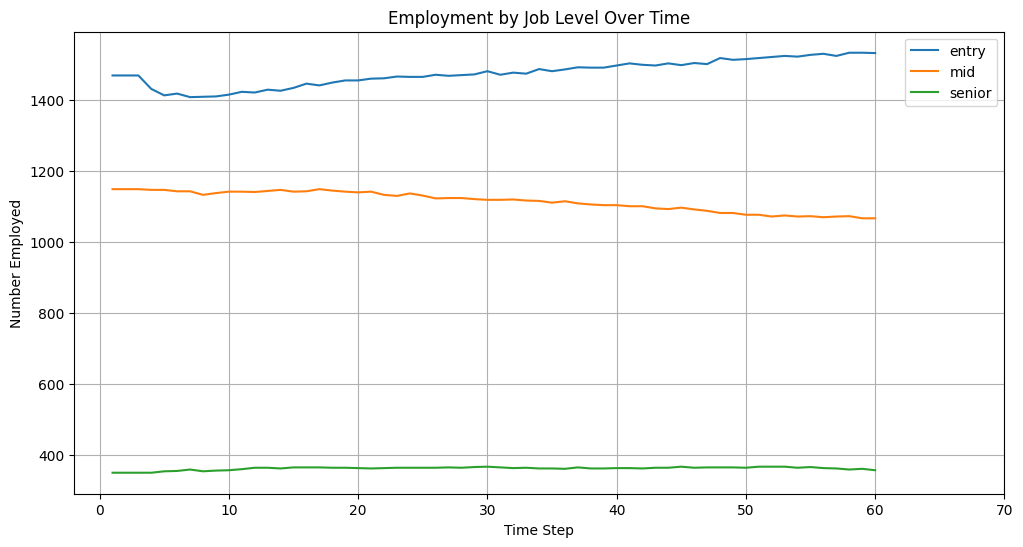 Employment by Job Level Over Time
entry
mid
senior
Number Employed
1400
1200
1000
800
600
400
0 10 20 30 40 50 60 70
Time Step